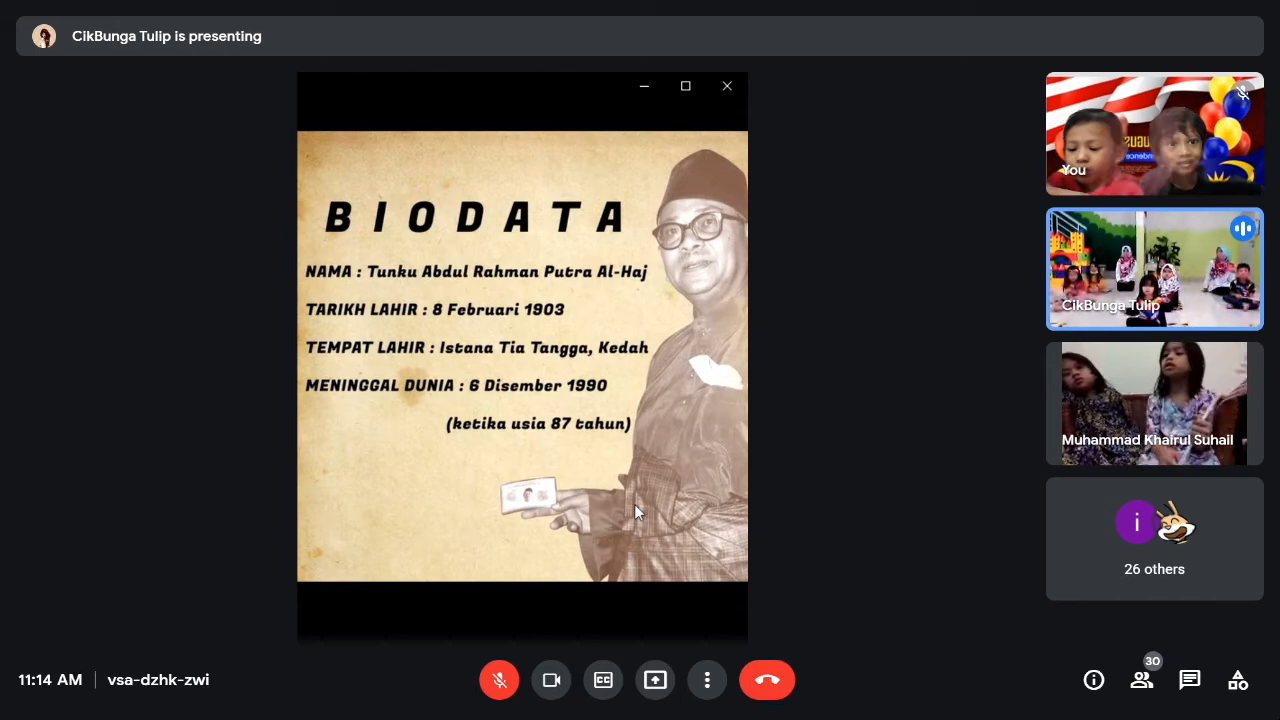 CikBunga Tulip is presenting
B I O D A T A
NAMA : Tunku Abdul Rahman Putra Al-Haj
TARIKH LAHIR : 8 Februari 1903
TEMPAT LAHIR : Istana Tia Tangga, Kedah
MENINGGAL DUNIA : 6 Disember 1990
(ketika usia 87 tahun)
You
CikBunga Tulip
Muhammad Khairul Suhail
i
26 others
11:14 AM
vsa-dzhk-zwi
CC
30